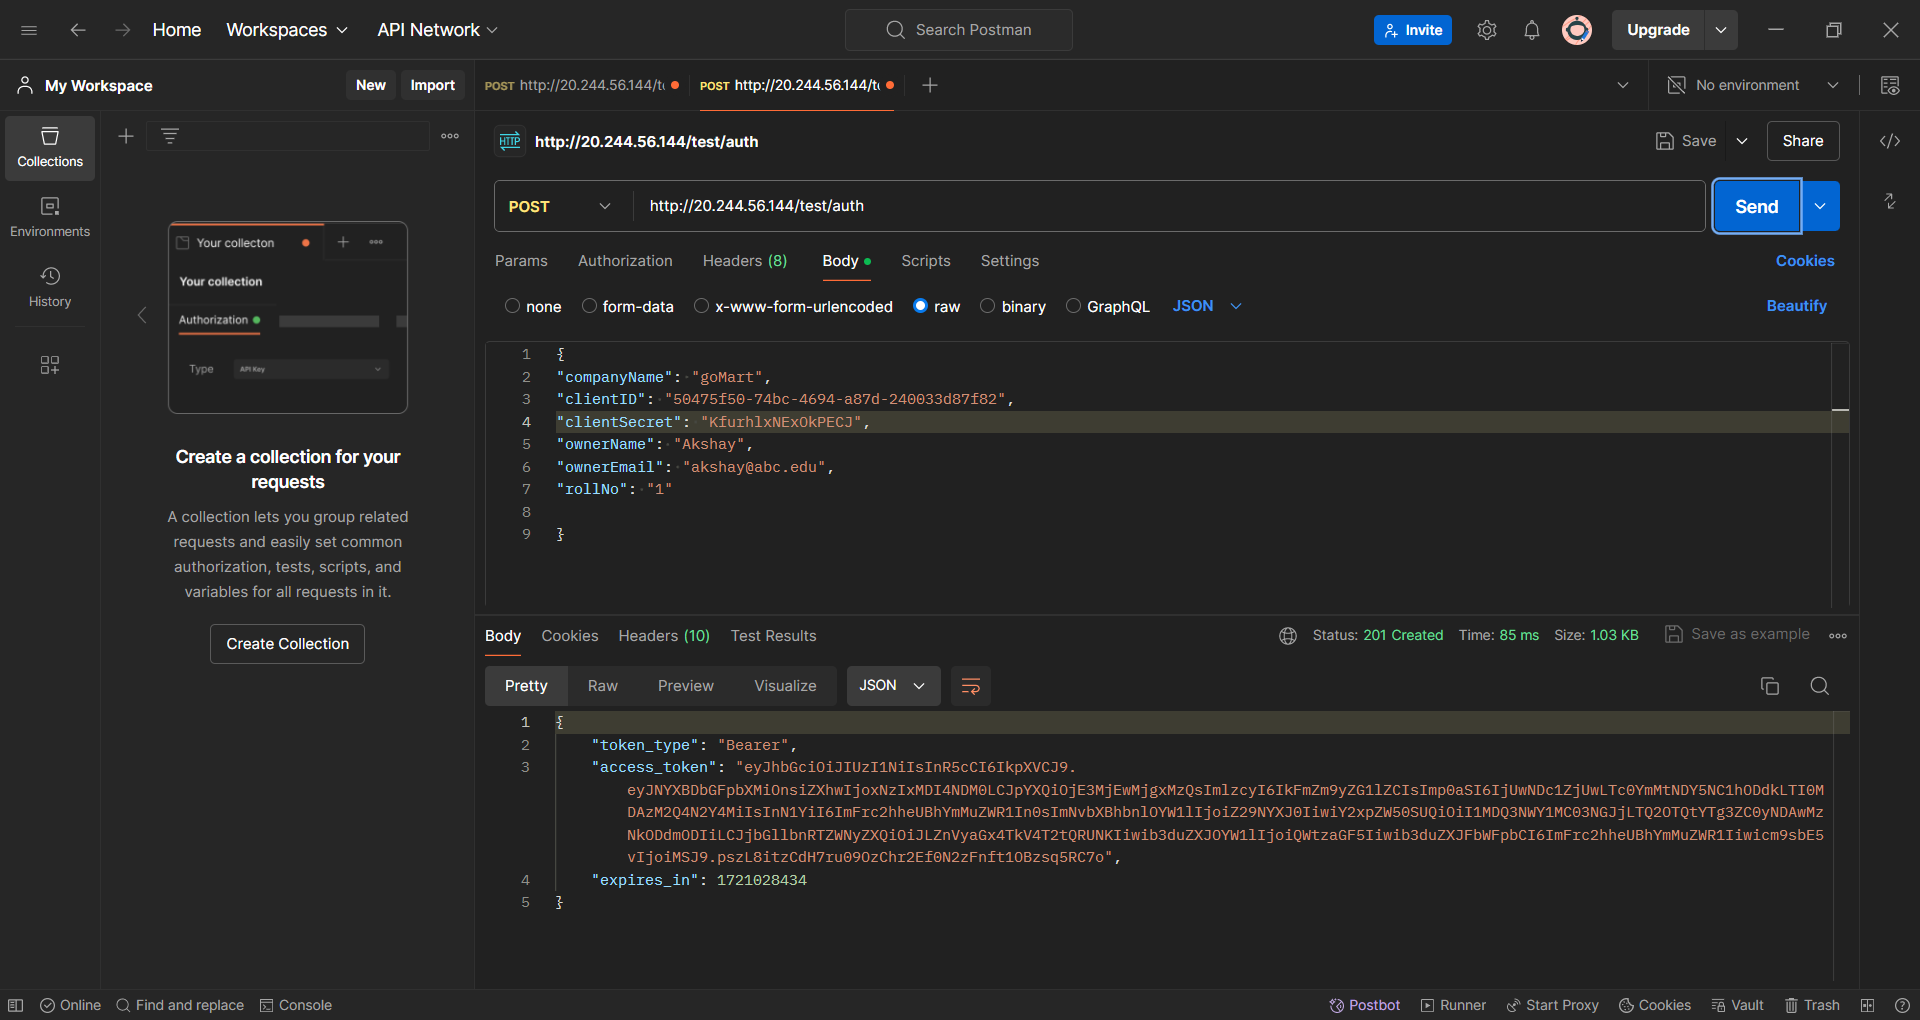 Home Workspaces API Network Search Postman Invite Upgrade
My Workspace New Import POST http://20.244.56.144/t POST http://20.244.56.144/t No environment
Collections
Environments
History
Your collecton
Your collection
Authorization
Type API Key
Create a collection for your
requests
A collection lets you group related
requests and easily set common
authorization, tests, scripts, and
variables for all requests in it.
Create Collection
HTTP http://20.244.56.144/test/auth Save Share
POST http://20.244.56.144/test/auth Send
Params Authorization Headers (8) Body Scripts Settings Cookies
none form-data x-www-form-urlencoded raw binary GraphQL JSON Beautify
1 {
2 "companyName": "goMart",
3 "clientID": "50475f50-74bc-4694-a87d-240033d87f82",
4 "clientSecret": "KfurhlxNExOkPECJ",
5 "ownerName": "Akshay",
6 "ownerEmail": "akshay@abc.edu",
7 "rollNo": "1"
8
9 }
Body Cookies Headers (10) Test Results Status: 201 Created Time: 85 ms Size: 1.03 KB Save as example
Pretty Raw Preview Visualize JSON
1 {
2 "token_type": "Bearer",
3 "access_token": "eyJhbGciOiJIUzI1NiIsInR5cCI6IkpXVCJ9.
4 "expires_in": 1721028434
5 }
Online Find and replace Console Postbot Runner Start Proxy Cookies Vault Trash